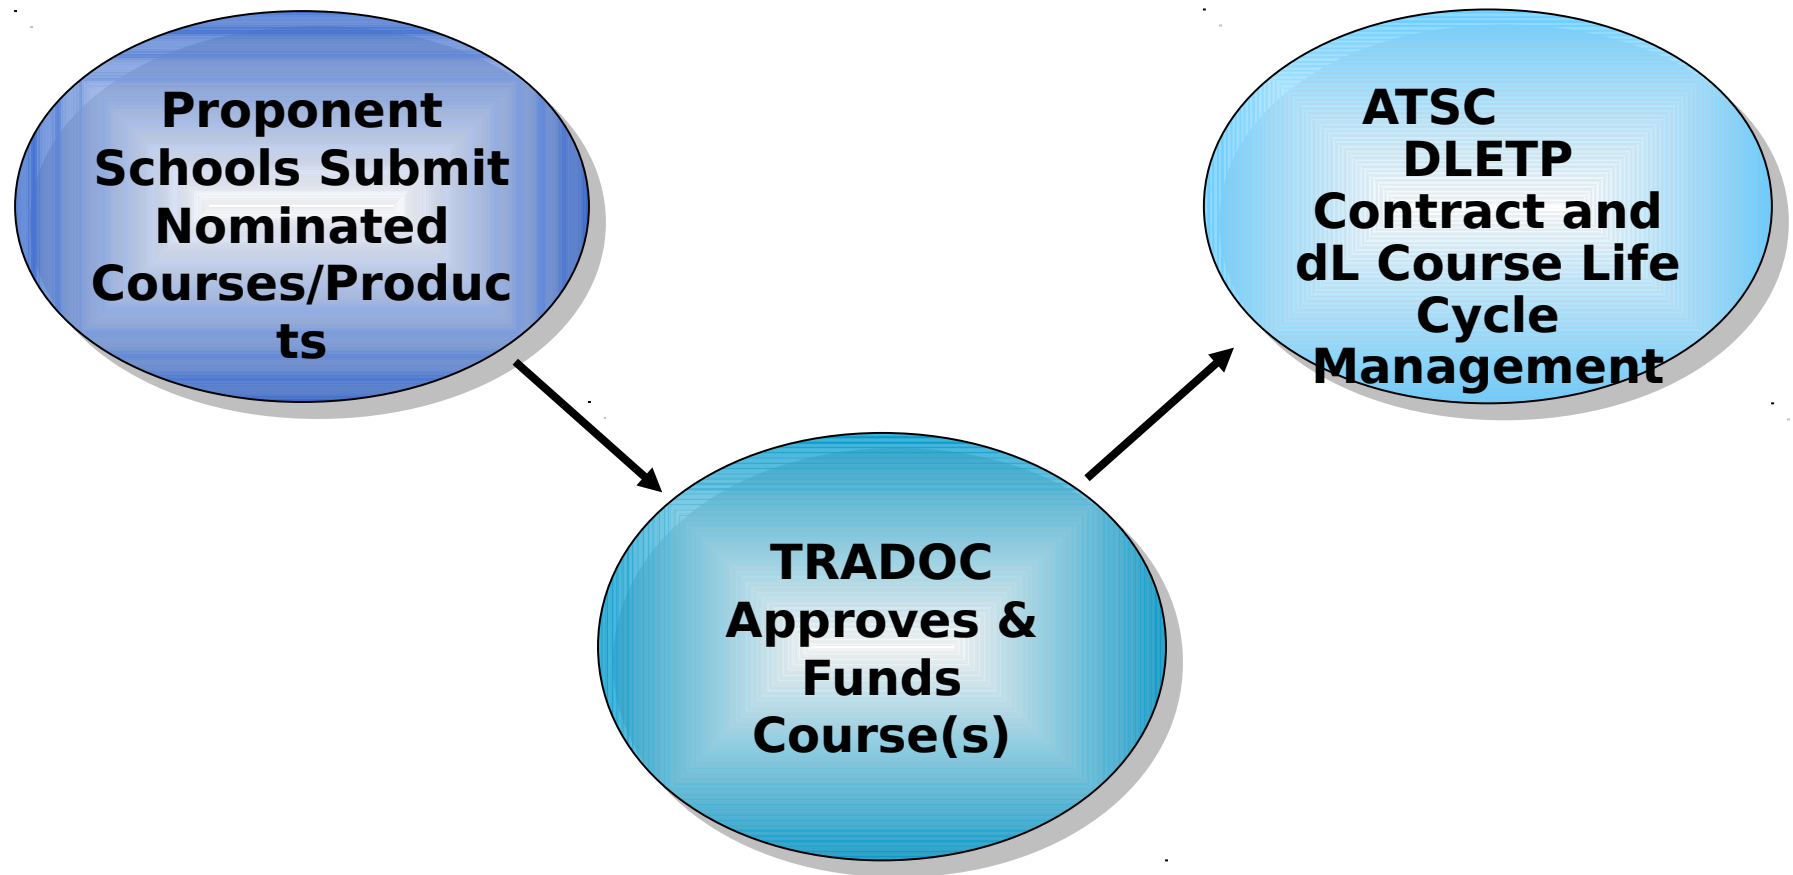 Proponent
Schools Submit
Nominated
Courses/Produc
ts
TRADOC
Approves &
Funds
Course(s)
ATSC
DLETP
Contract and
dL Course Life
Cycle
Management